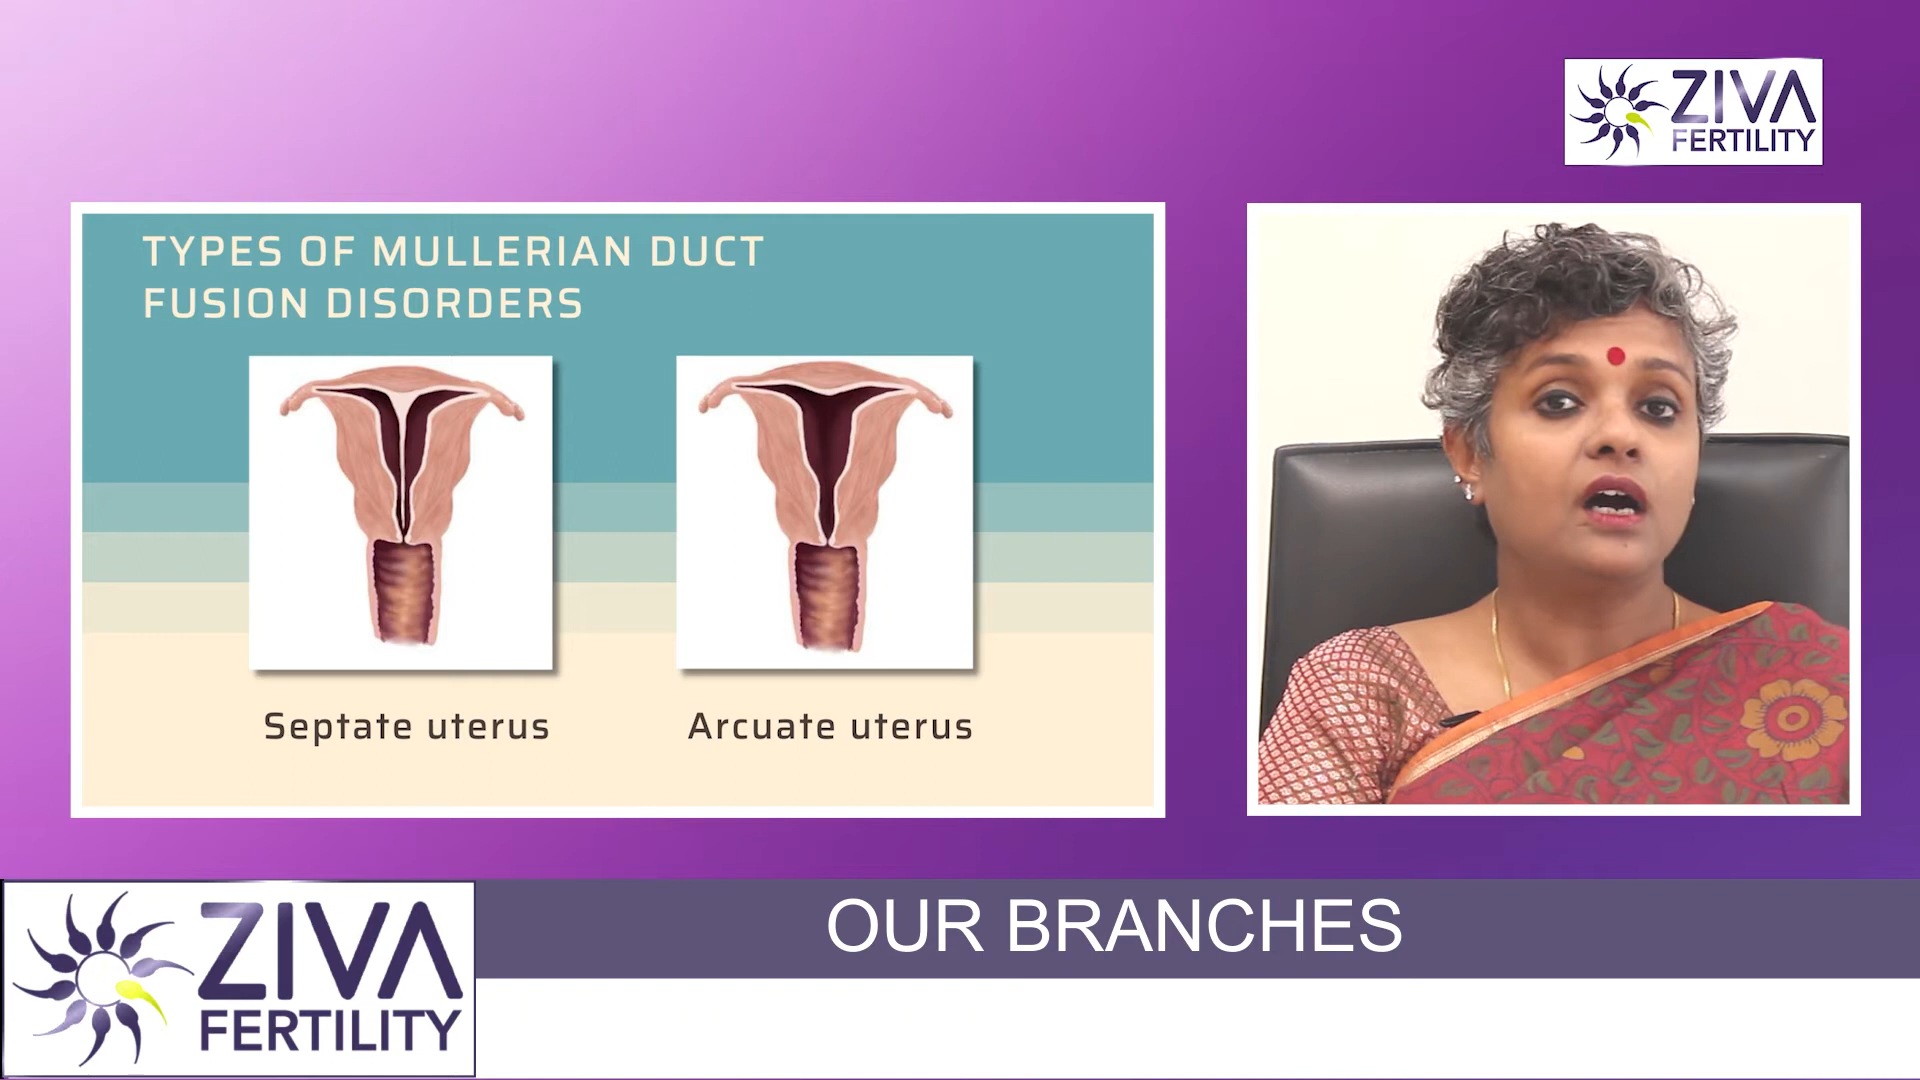 ZIVA
FERTILITY
TYPES OF MULLERIAN DUCT
FUSION DISORDERS
Septate uterus
Arcuate uterus
OUR BRANCHES
ZIVA
FERTILITY